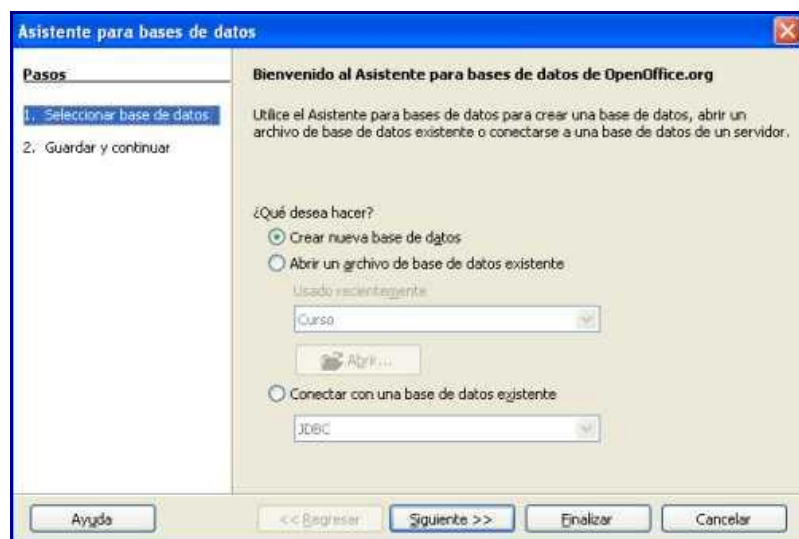 Asistente para bases de datos
Pasos
1. Seleccionar base de datos
2. Guardar y continuar
Bienvenido al Asistente para bases de datos de OpenOffice.org
Utilice el Asistente para bases de datos para crear una base de datos, abrir un
archivo de base de datos existente o conectarse a una base de datos de un servidor.
¿Qué desea hacer?
Crear nueva base de datos
Abrir un archivo de base de datos existente
Usado recientemente
Curso
Abrir...
Conectar con una base de datos existente
JDBC
Ayuda
<< Regresar
Siguiente >>
Finalizar
Cancelar